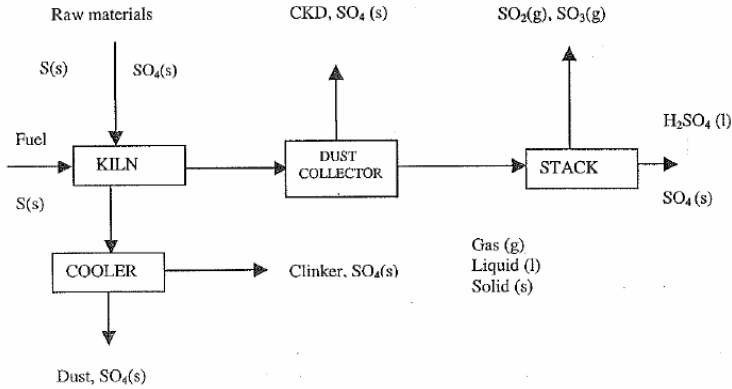 Raw materials
CKD, SO₄ (s)
SO₂(g), SO₃(g)
S(s)
SO₄(s)
H₂SO₄ (l)
Fuel
KILN
DUST
COLLECTOR
STACK
S(s)
SO₄ (s)
COOLER
Clinker, SO₄(s)
Gas (g)
Liquid (l)
Solid (s)
Dust, SO₄(s)